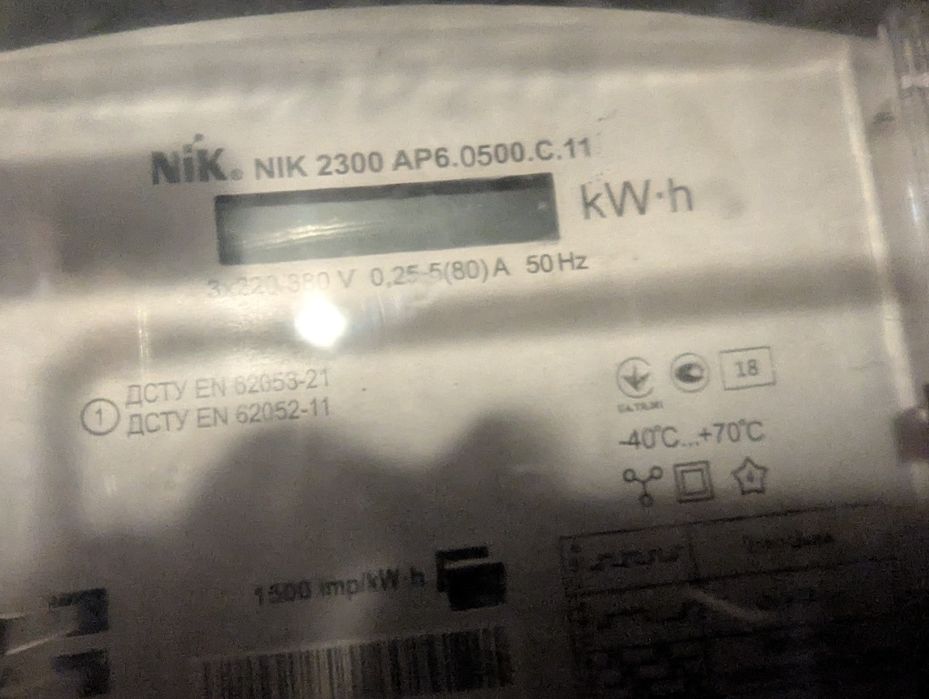 NiK® NIK 2300 AP6.0500.C.11
kW·h
3x220/380 V 0,25-5(80) A 50 Hz
1 ДСТУ EN 62053-21
ДСТУ EN 62052-11
18
-40°C...+70°C
imp/kW·h